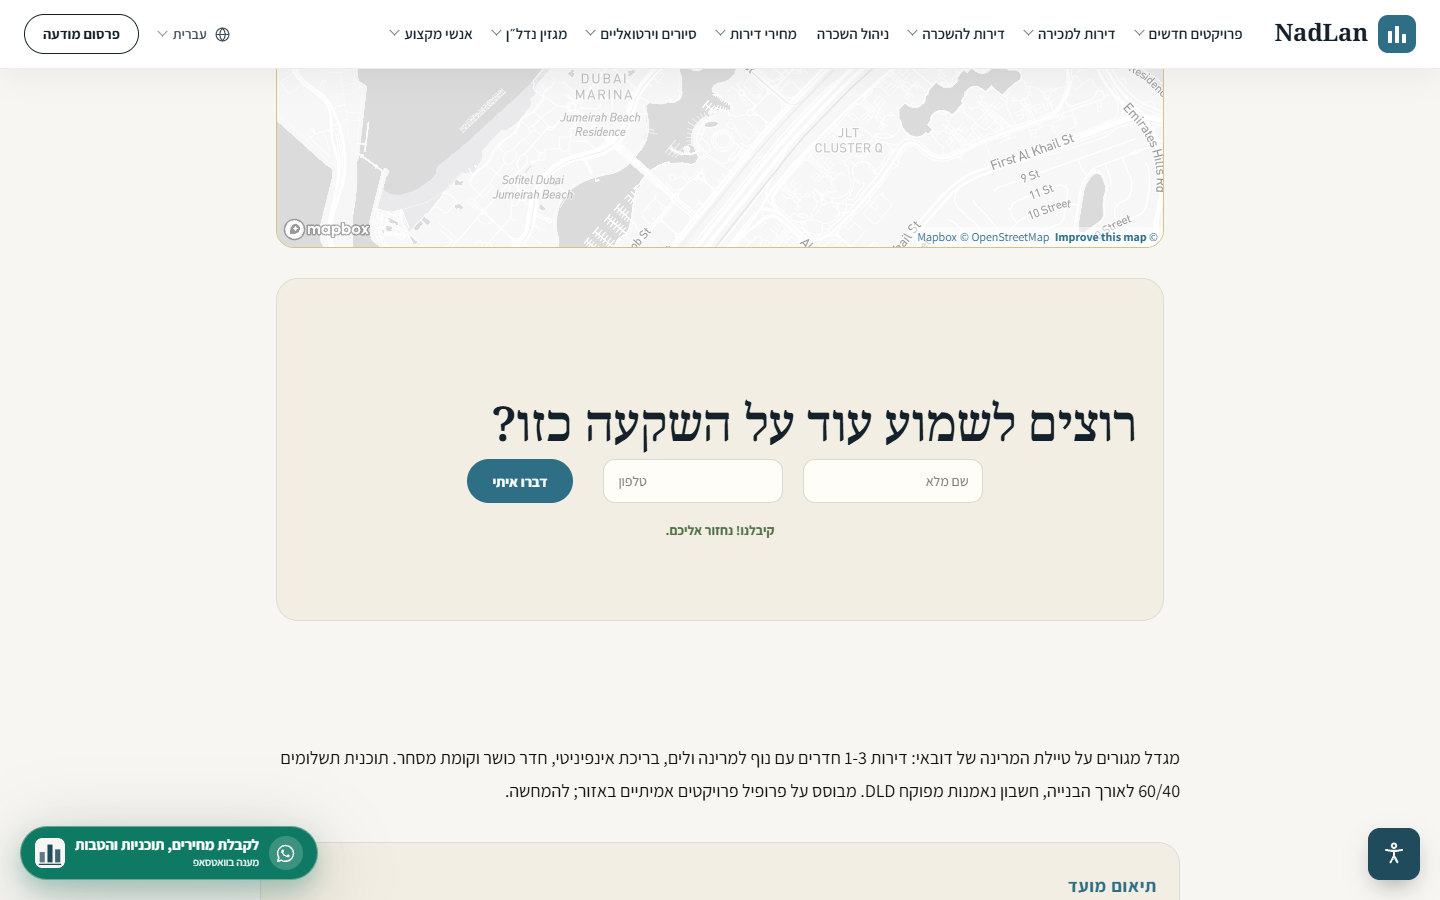 NadLan
פרויקטים חדשים
דירות למכירה
דירות להשכרה
ניהול השכרה
מחירי דירות
סיורים וירטואליים
מגזין נדל״ן
אנשי מקצוע
עברית
פרסום מודעה
DUBAI
MARINA
Jumeirah Beach
Residence
JLT
CLUSTER Q
First Al Khail St
9 St
11 St
10 Street
Emirates Hills Rd
Sofitel Dubai
Jumeirah Beach
mapbox
Mapbox © OpenStreetMap Improve this map ©
רוצים לשמוע עוד על השקעה כזו?
שם מלא
טלפון
דברו איתי
קיבלנו! נחזור אליכם.
מגדל מגורים על טיילת המרינה של דובאי: דירות 1-3 חדרים עם נוף למרינה ולים, בריכת אינפיניטי, חדר כושר וקומת מסחר. תוכנית תשלומים
60/40 לאורך הבנייה, חשבון נאמנות מפוקח DLD. מבוסס על פרופיל פרויקטים אמיתיים באזור; להמחשה.
לקבלת מחירים, תוכניות והטבות
מענה בוואטסאפ
תיאום מועד